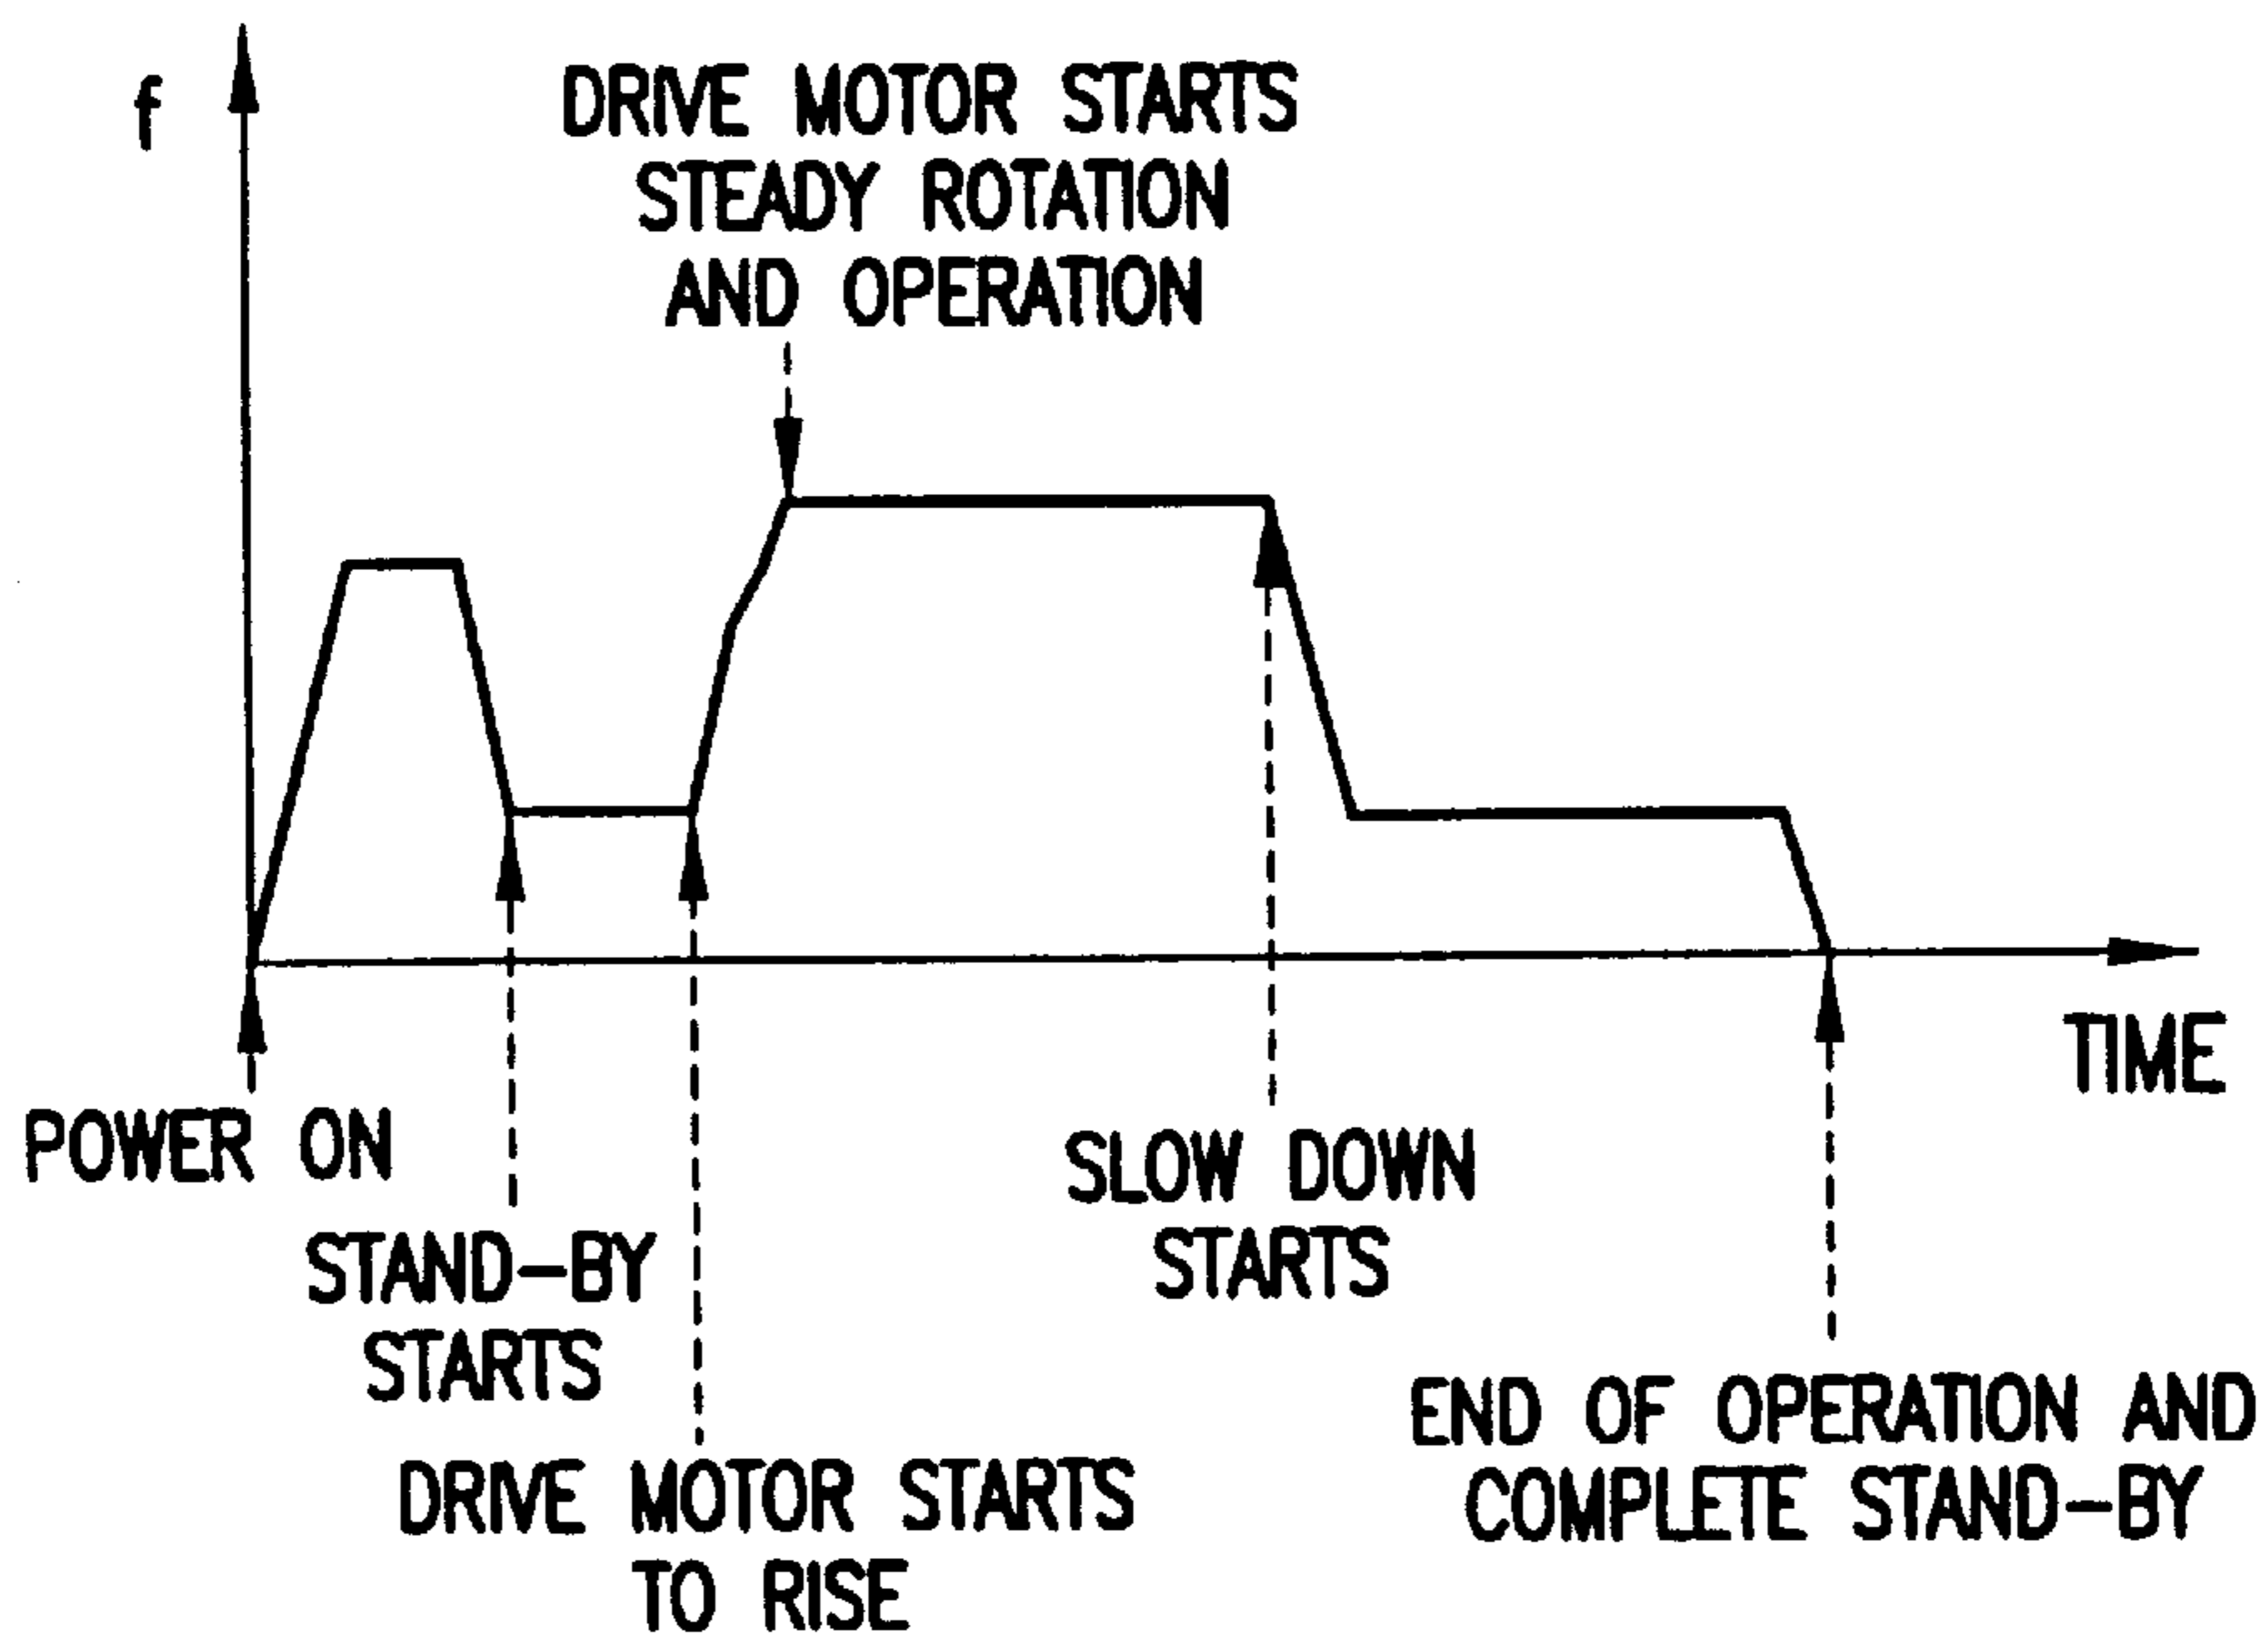 f
DRIVE MOTOR STARTS
STEADY ROTATION
AND OPERATION
TIME
POWER ON
STAND-BY
STARTS
DRIVE MOTOR STARTS
TO RISE
SLOW DOWN
STARTS
END OF OPERATION AND
COMPLETE STAND-BY